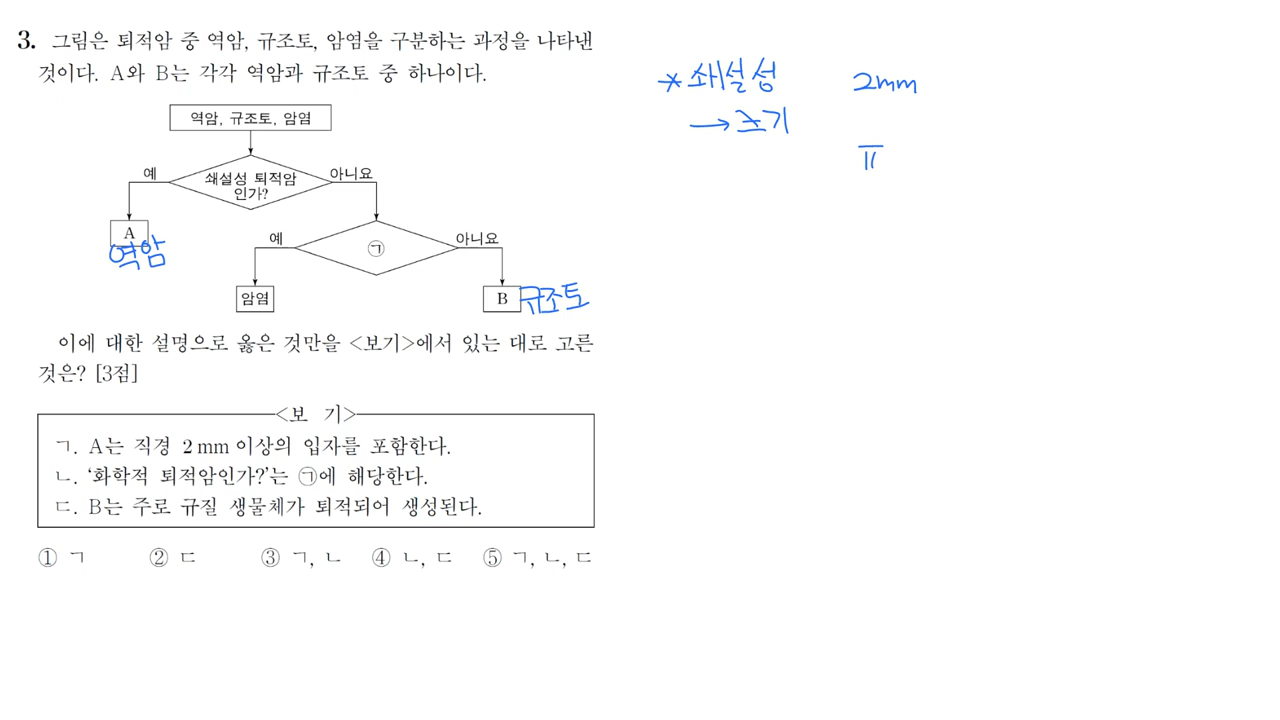 3. 그림은 퇴적암 중 역암, 규조토, 암염을 구분하는 과정을 나타낸
것이다. A와 B는 각각 역암과 규조토 중 하나이다.
역암, 규조토, 암염
예
쇄설성 퇴적암
인가?
아니요
A
역암
예
㉠
아니요
암염
B
규조토
이에 대한 설명으로 옳은 것만을 <보기>에서 있는 대로 고른
것은? [3점]
<보 기>
ㄱ. A는 직경 2 mm 이상의 입자를 포함한다.
ㄴ. ‘화학적 퇴적암인가?’는 ㉠에 해당한다.
ㄷ. B는 주로 규질 생물체가 퇴적되어 생성된다.
① ㄱ ② ㄷ ③ ㄱ, ㄴ ④ ㄴ, ㄷ ⑤ ㄱ, ㄴ, ㄷ
* 쇄설성 2mm
→ 크기